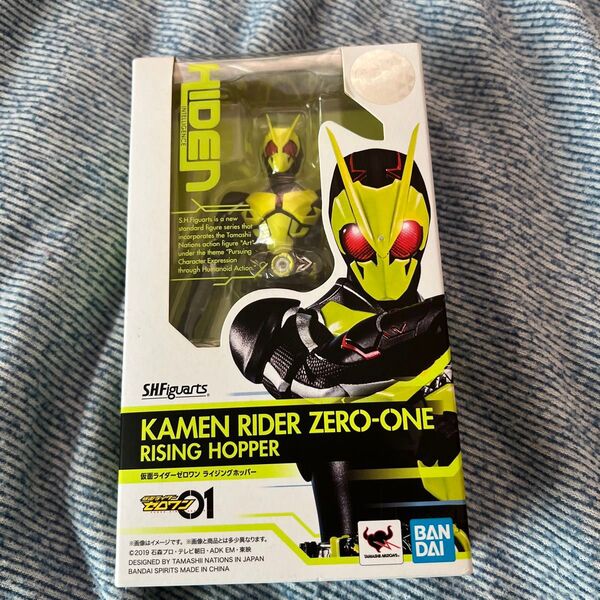 HIDEN
INTELLIGENCE
S.H.Figuarts is a new
standard figure series that
incorporates the Tamashii
Nations action figure "Art"
under the theme "Pursuing
Character Expression
through Humanoid Action."
S.H.Figuarts
KAMEN RIDER ZERO-ONE
RISING HOPPER
仮面ライダーゼロワン ライジングホッパー
仮面ライダー
ゼロワン 01
※画像はイメージです。※画像と商品とは多少異なります。
©2019 石森プロ・テレビ朝日・ADK EM・東映
DESIGNED BY TAMASHII NATIONS IN JAPAN
BANDAI SPIRITS MADE IN CHINA
TAMASHII NATIONS
BAN
DAI